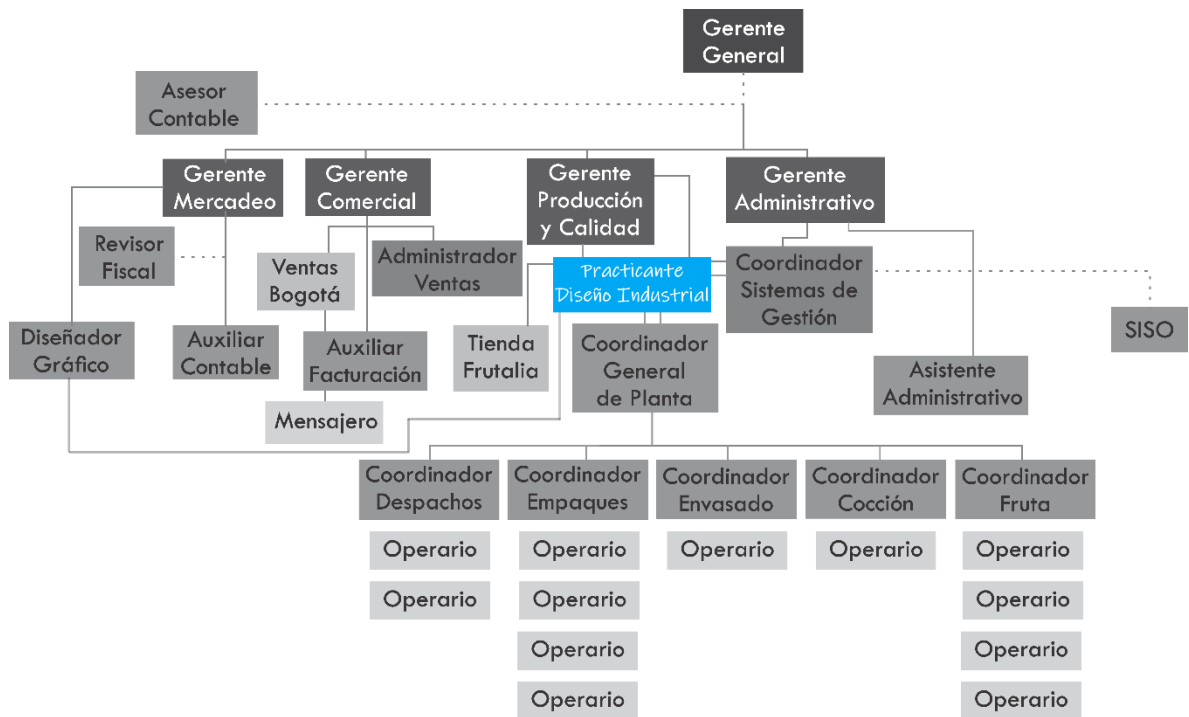 Gerente
General
Asesor
Contable
Gerente
Mercadeo
Gerente
Comercial
Gerente
Producción
y Calidad
Gerente
Administrativo
Revisor
Fiscal
Ventas
Bogotá
Administrador
Ventas
Practicante
Diseño Industrial
Coordinador
Sistemas de
Gestión
SISO
Diseñador
Gráfico
Auxiliar
Contable
Auxiliar
Facturación
Tienda
Frutalia
Coordinador
General
de Planta
Asistente
Administrativo
Mensajero
Coordinador
Despachos
Coordinador
Empaques
Coordinador
Envasado
Coordinador
Cocción
Coordinador
Fruta
Operario
Operario
Operario
Operario
Operario
Operario
Operario
Operario
Operario
Operario
Operario
Operario